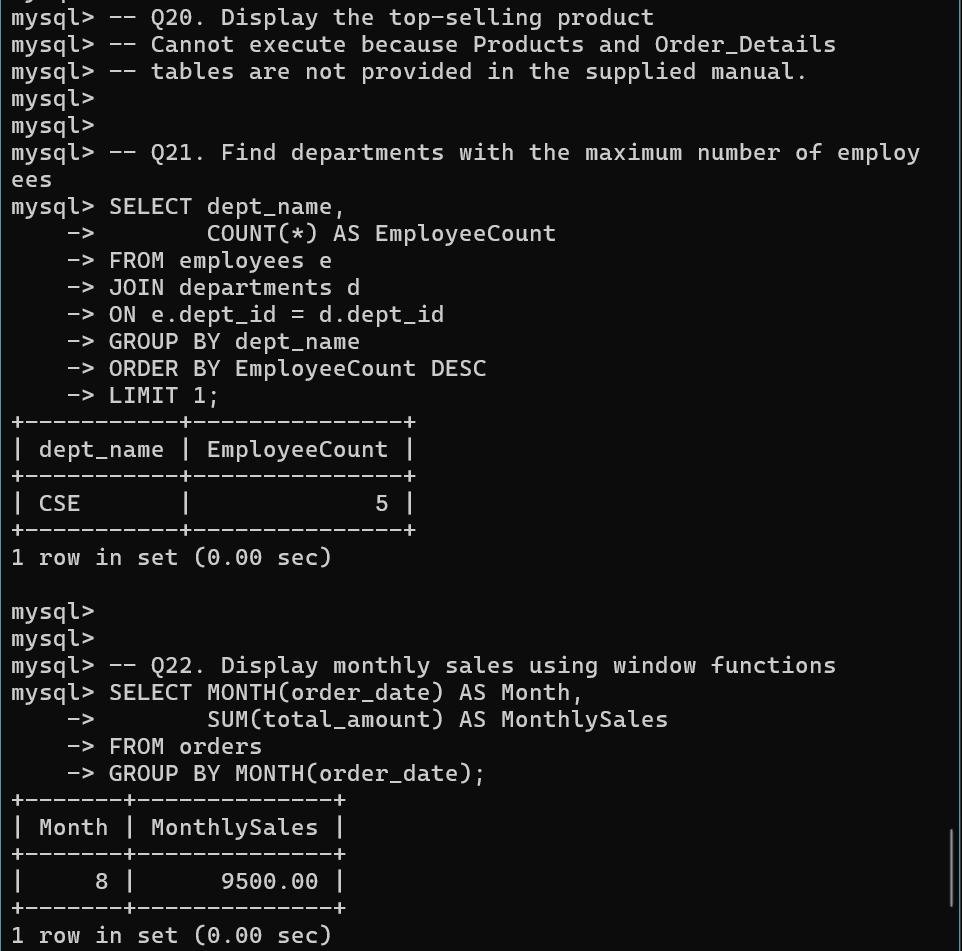 mysql> -- Q20. Display the top-selling product
mysql> -- Cannot execute because Products and Order_Details
mysql> -- tables are not provided in the supplied manual.
mysql>
mysql>
mysql> -- Q21. Find departments with the maximum number of employ
ees
mysql> SELECT dept_name,
    ->        COUNT(*) AS EmployeeCount
    -> FROM employees e
    -> JOIN departments d
    -> ON e.dept_id = d.dept_id
    -> GROUP BY dept_name
    -> ORDER BY EmployeeCount DESC
    -> LIMIT 1;
+-----------+---------------+
| dept_name | EmployeeCount |
+-----------+---------------+
| CSE       |             5 |
+-----------+---------------+
1 row in set (0.00 sec)

mysql>
mysql>
mysql> -- Q22. Display monthly sales using window functions
mysql> SELECT MONTH(order_date) AS Month,
    ->        SUM(total_amount) AS MonthlySales
    -> FROM orders
    -> GROUP BY MONTH(order_date);
+-------+--------------+
| Month | MonthlySales |
+-------+--------------+
|     8 |      9500.00 |
+-------+--------------+
1 row in set (0.00 sec)